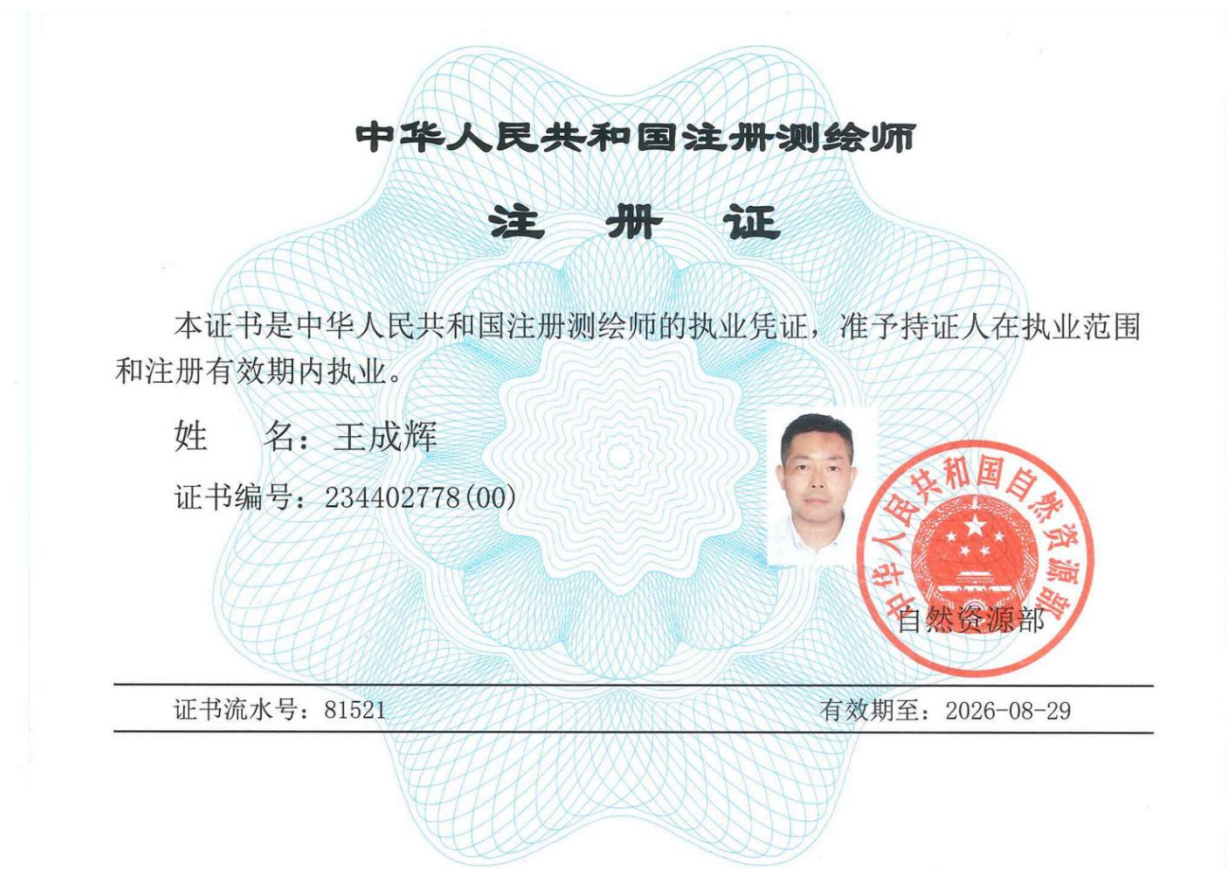 中华人民共和国注册测绘师
注 册 证
本证书是中华人民共和国注册测绘师的执业凭证，准予持证人在执业范围
和注册有效期内执业。
姓 名：王成辉
证书编号：234402778(00)
中华人民共和国自然资源部
自然资源部
证书流水号：81521
有效期至：2026-08-29